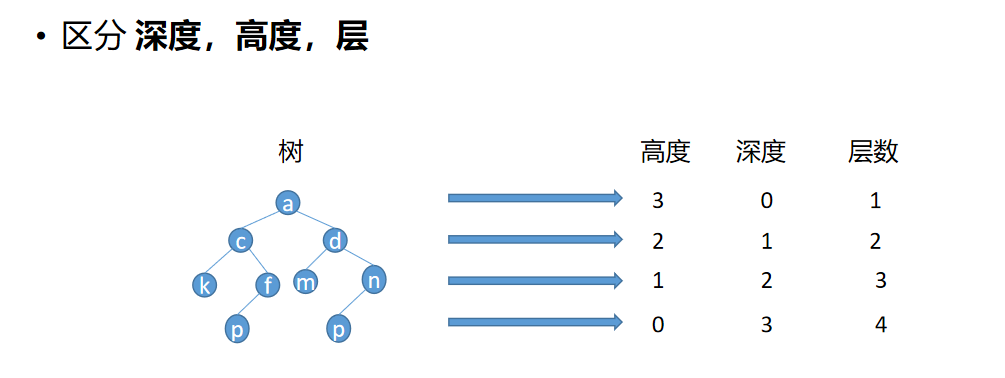 • 区分 深度，高度，层
树 高度 深度 层数
a 3 0 1
c d 2 1 2
k f m n 1 2 3
p p 0 3 4